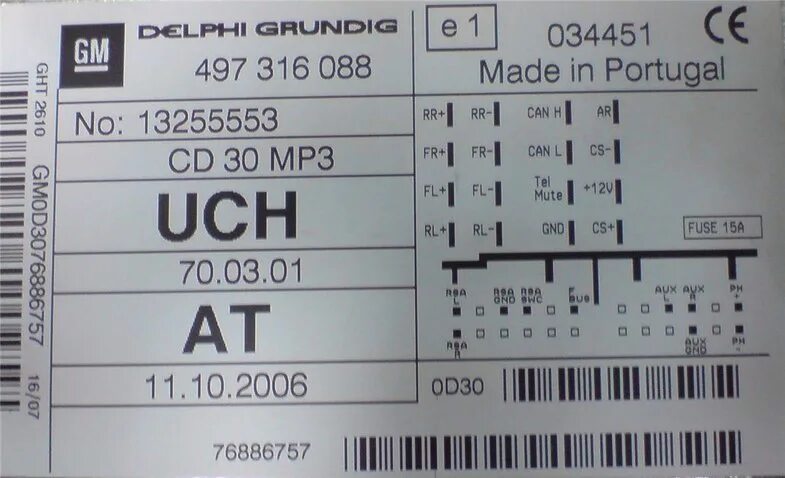 GHT 2610 GM0D3076886757 16/07
GM DELPHI GRUNDIG
497 316 088
No: 13255553
CD 30 MP3
UCH
70.03.01
AT
11.10.2006
76886757
e 1 034451 CE
Made in Portugal
RR+ RR- CAN H AR
FR+ FR- CAN L CS-
FL+ FL- Tel Mute +12V
RL+ RL- GND CS+
FUSE 15A
RSA L RSA GND RSA SWC F BUS AUX L AUX R PH +
RSA R AUX GND PH -
0D30